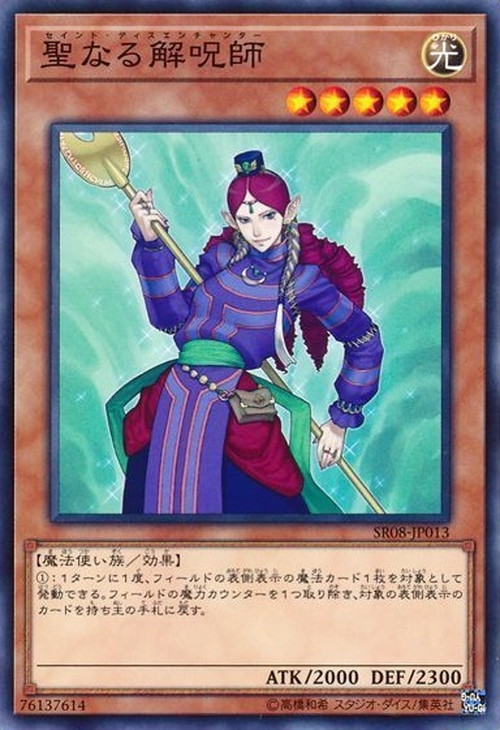 セイント・ディスエンチャンター
聖なる解呪師
ひかり
光
SR08-JP013
【魔法使い族／効果】
①：１ターンに１度、フィールドの表側表示の魔法カード１枚を対象として
発動できる。フィールドの魔力カウンターを１つ取り除き、対象の表側表示の
カードを持ち主の手札に戻す。
ATK/2000 DEF/2300
76137614
©高橋和希 スタジオ・ダイス/集英社